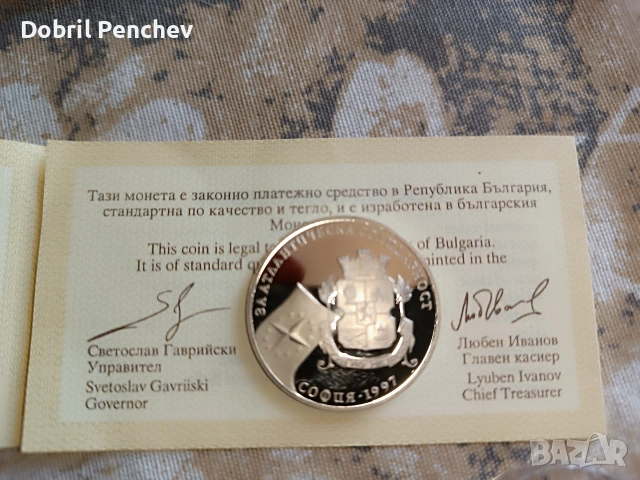 Dobril Penchev
Тази монета е законно платежно средство в Република България,
стандартна по качество и тегло, и е изработена в българския
This coin is legal of Bulgaria.
It is of standard minted in the
ЗА АТЛАНТИЧЕСКА
СОФИЯ·1997
Светослав Гаврийски
Управител
Svetoslav Gavriiski
Governor
Любен Иванов
Главен касиер
Lyuben Ivanov
Chief Treasurer
BAZAR